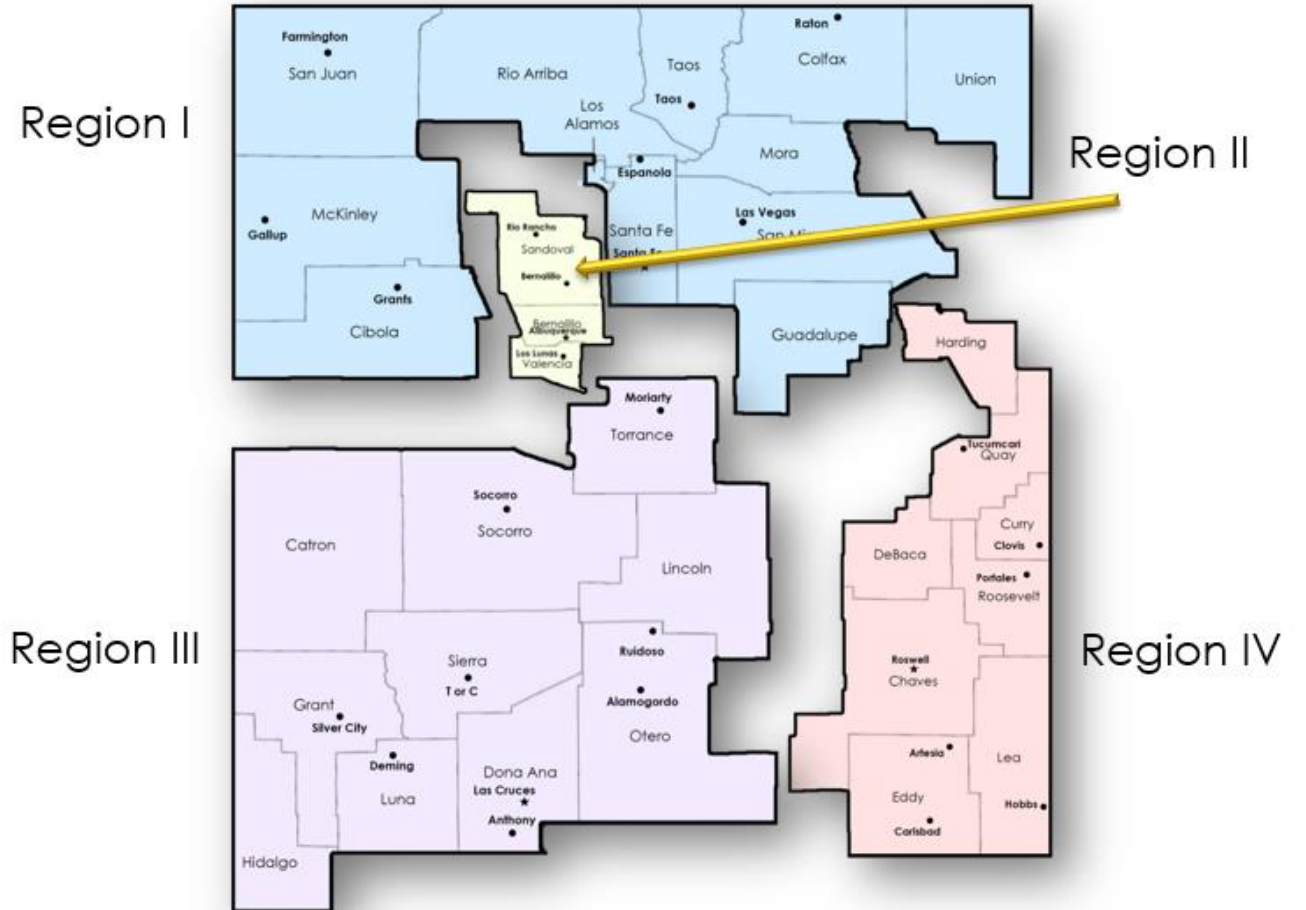 Region I
Region II
Region III
Region IV
Farmington
San Juan
Rio Arriba
Taos
Taos
Raton
Colfax
Union
Los
Alamos
Mora
Espanola
McKinley
Gallup
Las Vegas
Santa Fe
Grants
Cibola
Guadalupe
Rio Rancho
Sandoval
Bernalillo
Bernalillo
Albuquerque
Los Lunas
Valencia
Harding
Tucumcari
Quay
Curry
Clovis
DeBaca
Portales
Roosevelt
Roswell
Chaves
Artesia
Lea
Eddy
Hobbs
Carlsbad
Moriarty
Torrance
Socorro
Socorro
Catron
Lincoln
Ruidoso
Sierra
T or C
Alamogordo
Otero
Grant
Silver City
Deming
Luna
Dona Ana
Las Cruces
Anthony
Hidalgo